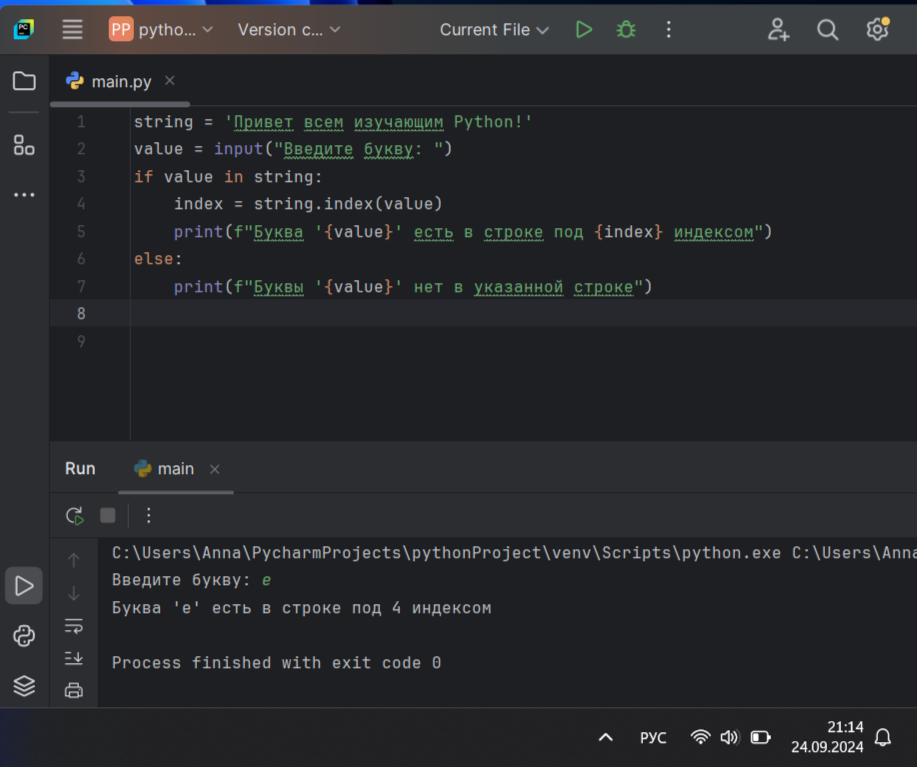 PP pytho... Version c... Current File
main.py
1 string = 'Привет всем изучающим Python!'
2 value = input("Введите букву: ")
3 if value in string:
4 index = string.index(value)
5 print(f"Буква '{value}' есть в строке под {index} индексом")
6 else:
7 print(f"Буквы '{value}' нет в указанной строке")
8
9
Run main
C:\Users\Anna\PycharmProjects\pythonProject\venv\Scripts\python.exe C:\Users\Anna
Введите букву: е
Буква 'е' есть в строке под 4 индексом
Process finished with exit code 0
РУС
21:14
24.09.2024